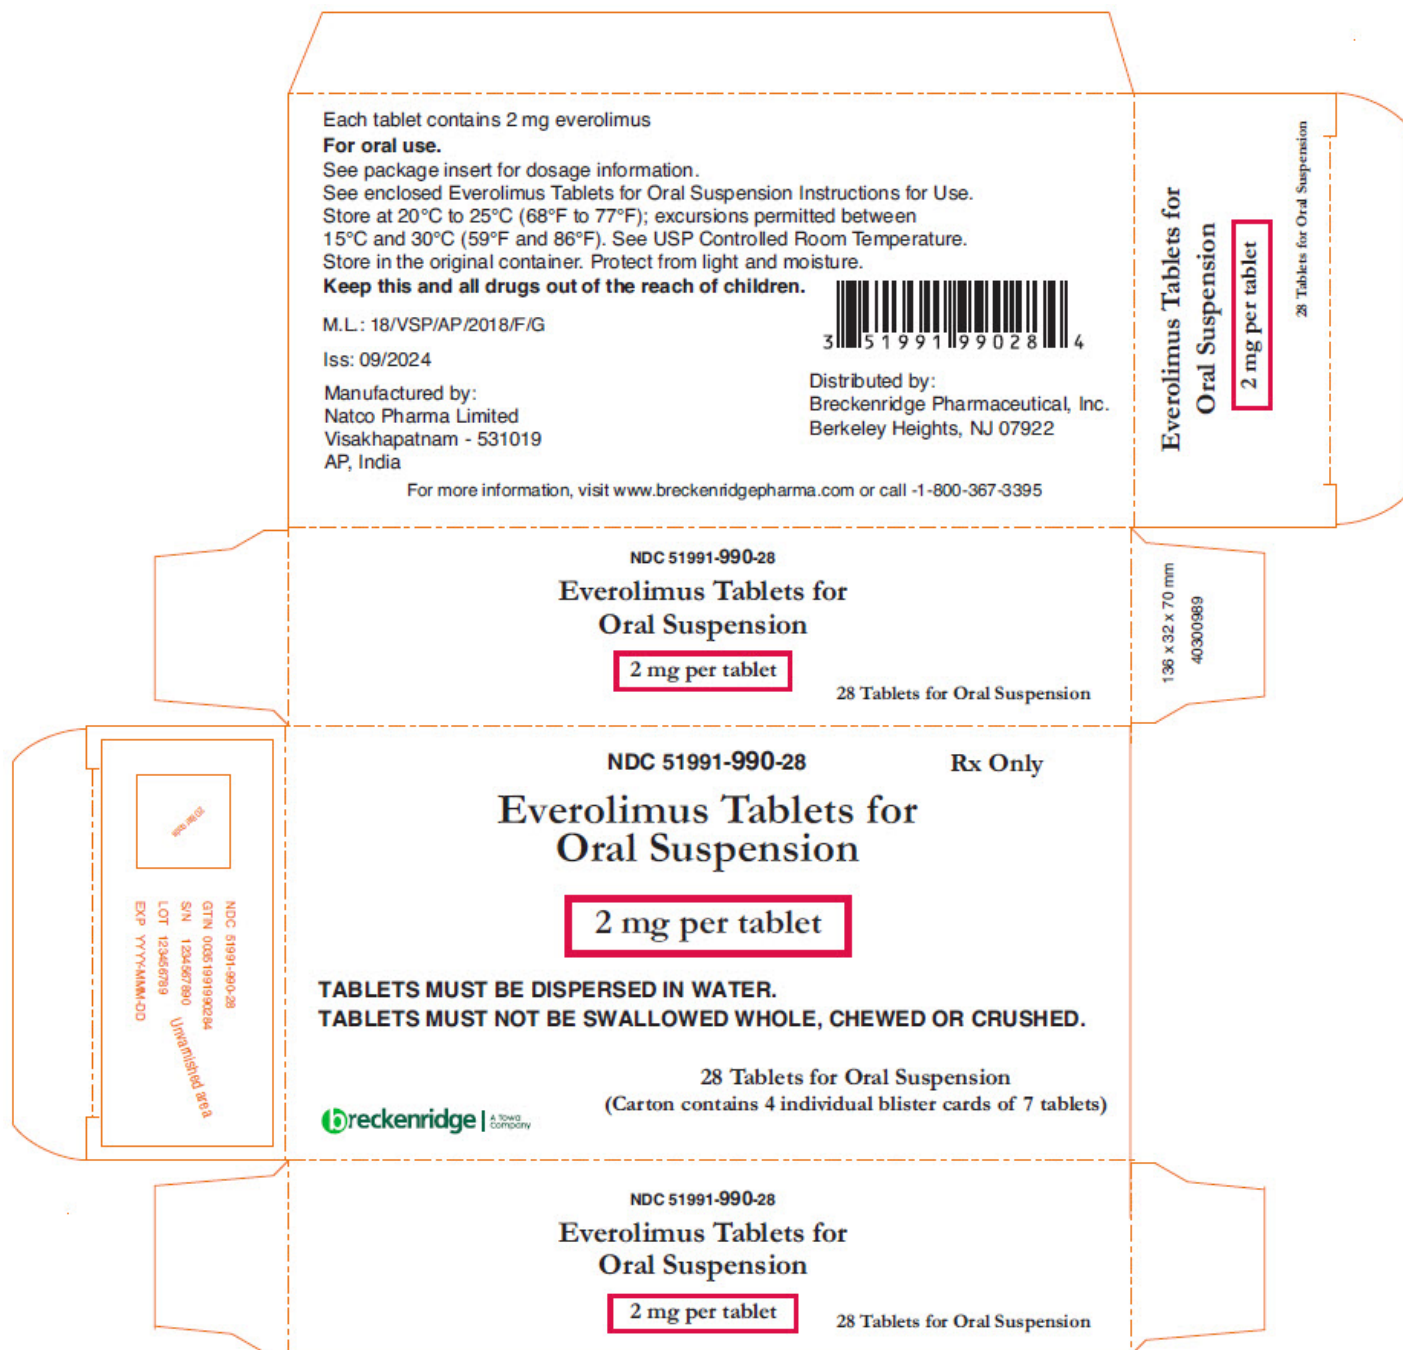 Each tablet contains 2 mg everolimus
For oral use.
See package insert for dosage information.
See enclosed Everolimus Tablets for Oral Suspension Instructions for Use.
Store at 20°C to 25°C (68°F to 77°F); excursions permitted between
15°C and 30°C (59°F and 86°F). See USP Controlled Room Temperature.
Store in the original container. Protect from light and moisture.
Keep this and all drugs out of the reach of children.
M.L.: 18/VSP/AP/2018/F/G
Iss: 09/2024
Manufactured by:
Natco Pharma Limited
Visakhapatnam - 531019
AP, India
3 51991 99028 4
Distributed by:
Breckenridge Pharmaceutical, Inc.
Berkeley Heights, NJ 07922
For more information, visit www.breckenridgepharma.com or call -1-800-367-3395
Everolimus Tablets for
Oral Suspension
2 mg per tablet
28 Tablets for Oral Suspension
NDC 51991-990-28
Everolimus Tablets for
Oral Suspension
2 mg per tablet
28 Tablets for Oral Suspension
136 x 32 x 70 mm
40300989
NDC 51991-990-28
Rx Only
Everolimus Tablets for
Oral Suspension
2 mg per tablet
TABLETS MUST BE DISPERSED IN WATER.
TABLETS MUST NOT BE SWALLOWED WHOLE, CHEWED OR CRUSHED.
28 Tablets for Oral Suspension
(Carton contains 4 individual blister cards of 7 tablets)
breckenridge | A Towa
Company
NDC 51991-990-28
GTIN 00351991990284
S/N 1234567890
LOT 123456789
EXP YYYY-MMM-DD
Unvarnished area
NDC 51991-990-28
Everolimus Tablets for
Oral Suspension
2 mg per tablet
28 Tablets for Oral Suspension